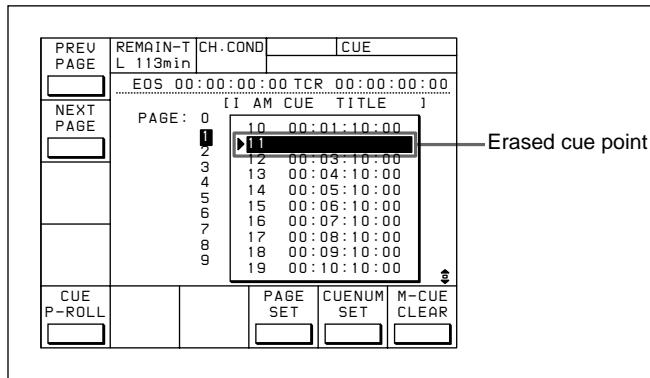 PREV PAGE
REMAIN-T CH.COND CUE
L 113min
EOS 00:00:00:00 TCR 00:00:00:00
[I AM CUE TITLE ]
NEXT PAGE
PAGE: 0
1
2
3
4
5
6
7
8
9
10 00:01:10:00
11
12 00:03:10:00
13 00:04:10:00
14 00:05:10:00
15 00:06:10:00
16 00:07:10:00
17 00:08:10:00
18 00:09:10:00
19 00:10:10:00
Erased cue point
CUE P-ROLL
PAGE SET
CUENUM SET
M-CUE CLEAR